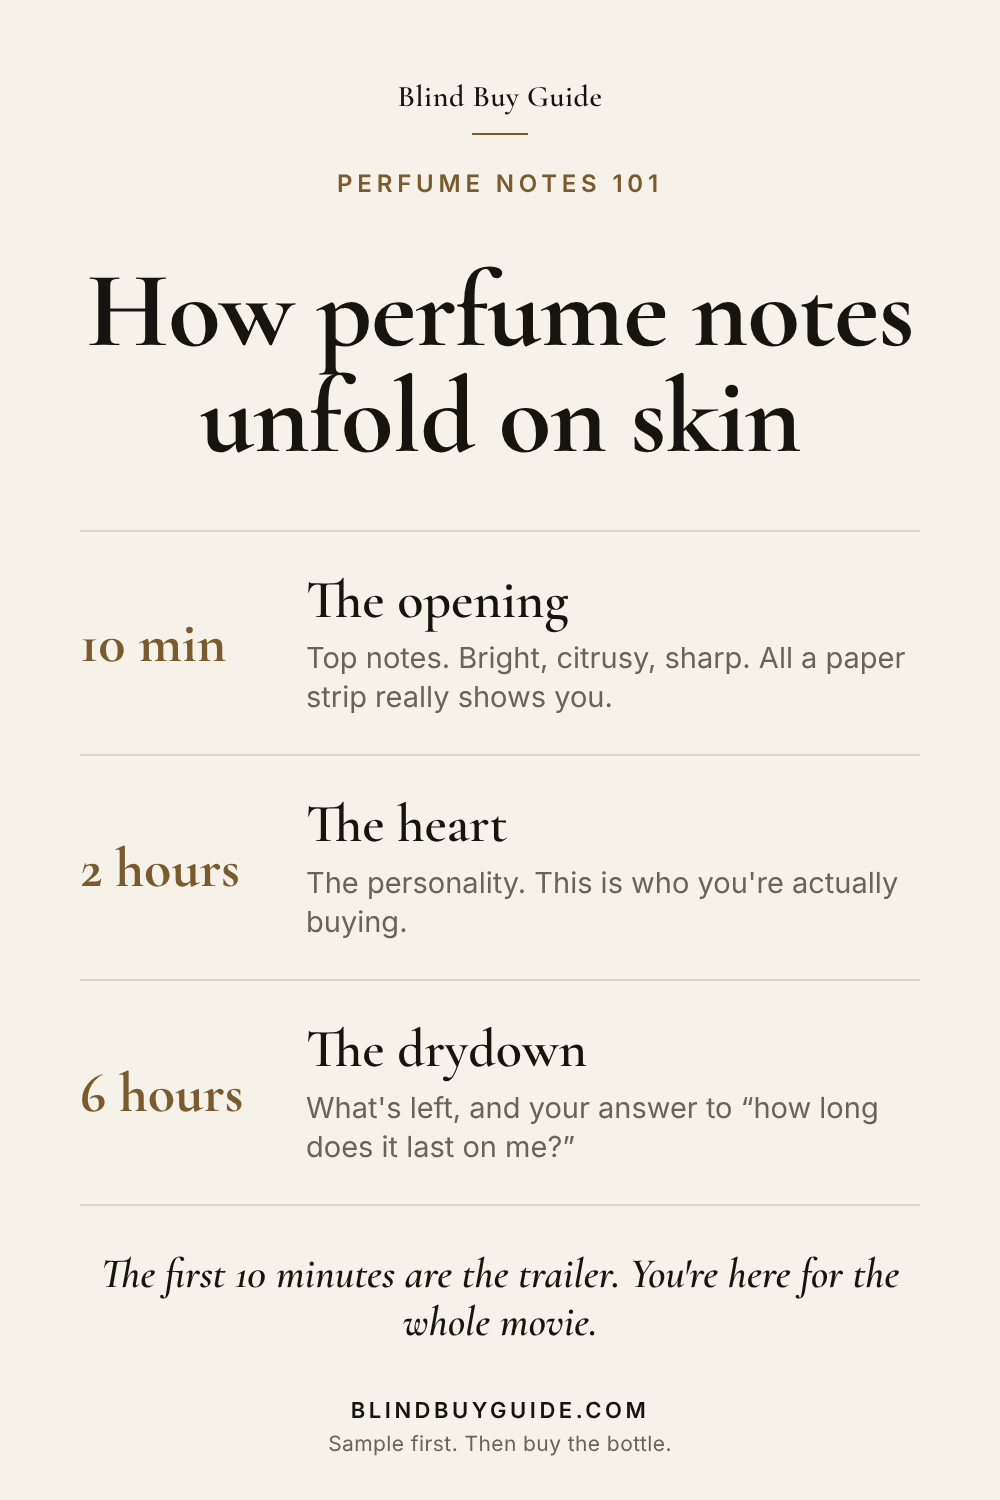 Blind Buy Guide
PERFUME NOTES 101
How perfume notes
unfold on skin
10 min
The opening
Top notes. Bright, citrusy, sharp. All a paper
strip really shows you.
2 hours
The heart
The personality. This is who you're actually
buying.
6 hours
The drydown
What's left, and your answer to “how long
does it last on me?”
The first 10 minutes are the trailer. You're here for the
whole movie.
BLINDBUYGUIDE.COM
Sample first. Then buy the bottle.